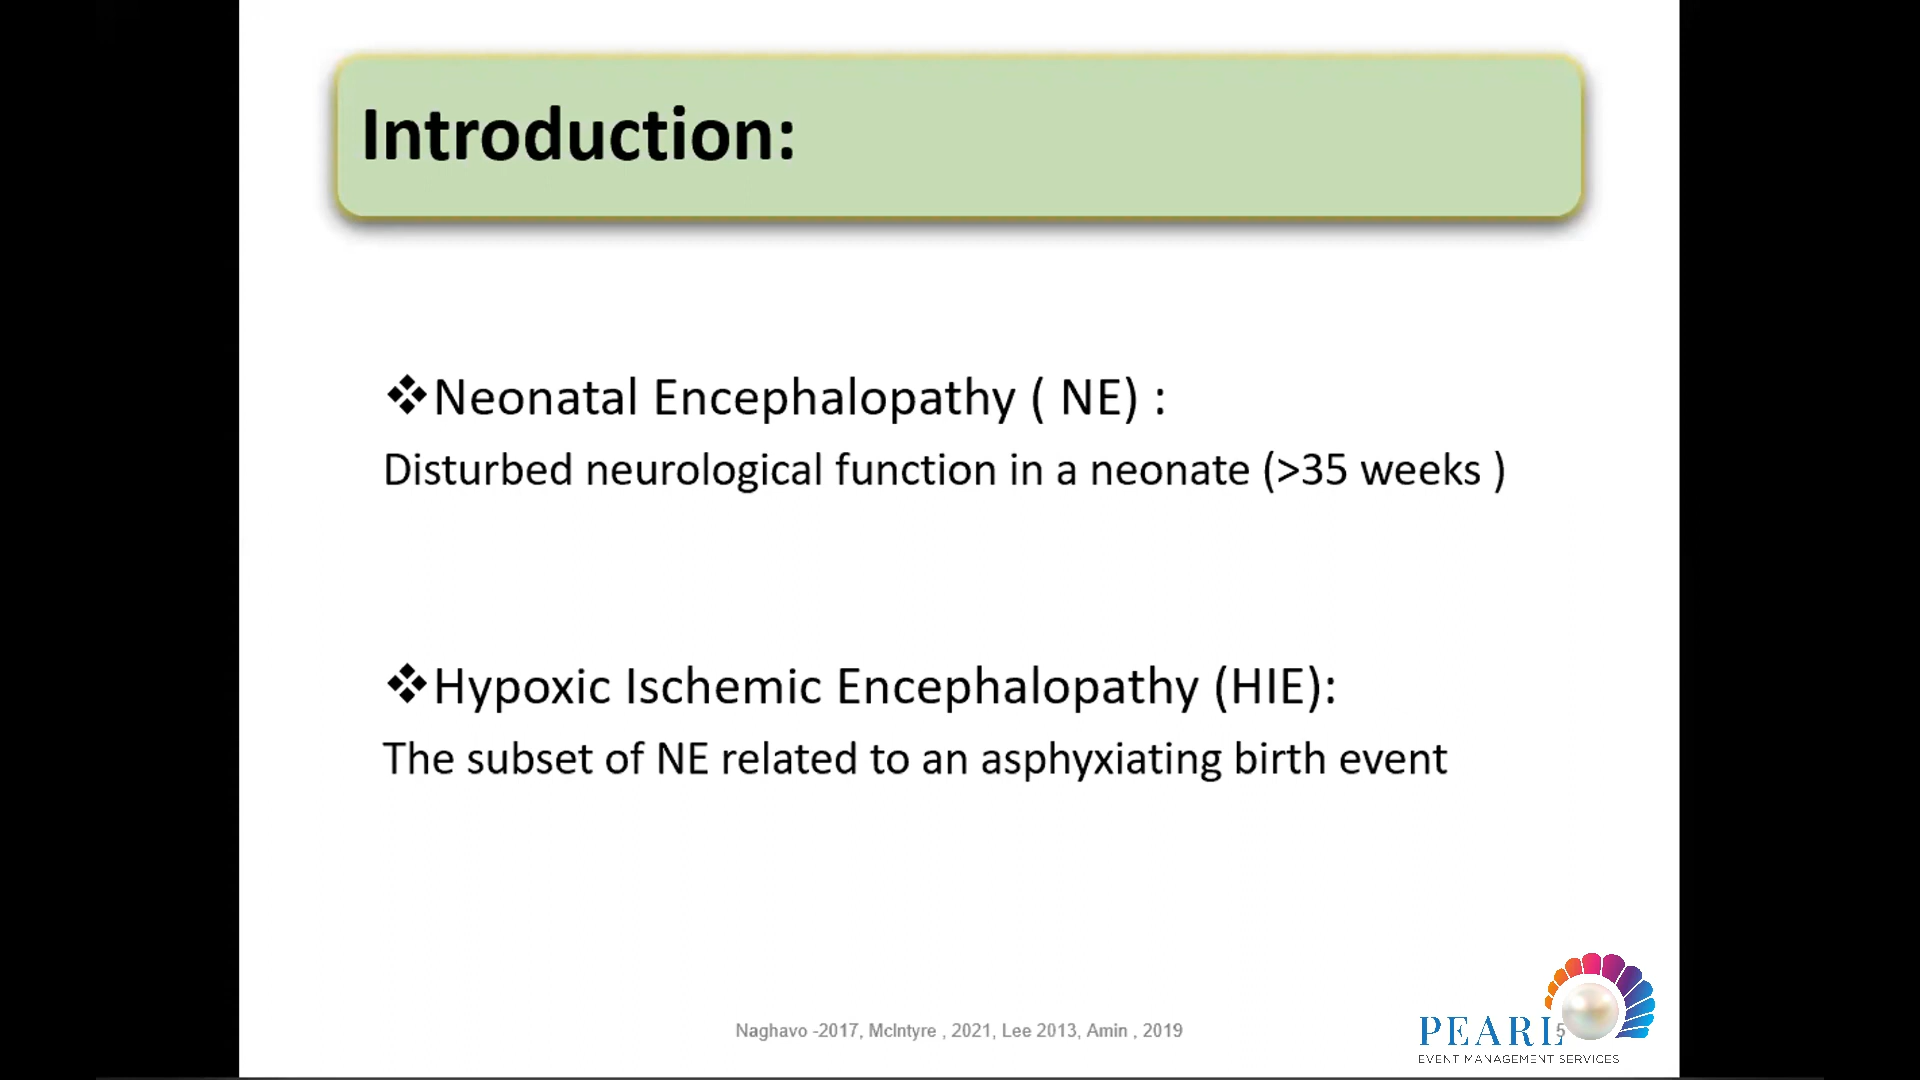 Introduction:
❖Neonatal Encephalopathy ( NE) :
Disturbed neurological function in a neonate (>35 weeks )
❖Hypoxic Ischemic Encephalopathy (HIE):
The subset of NE related to an asphyxiating birth event
Naghavo -2017, McIntyre , 2021, Lee 2013, Amin , 2019
5
PEARL
EVENT MANAGEMENT SERVICES